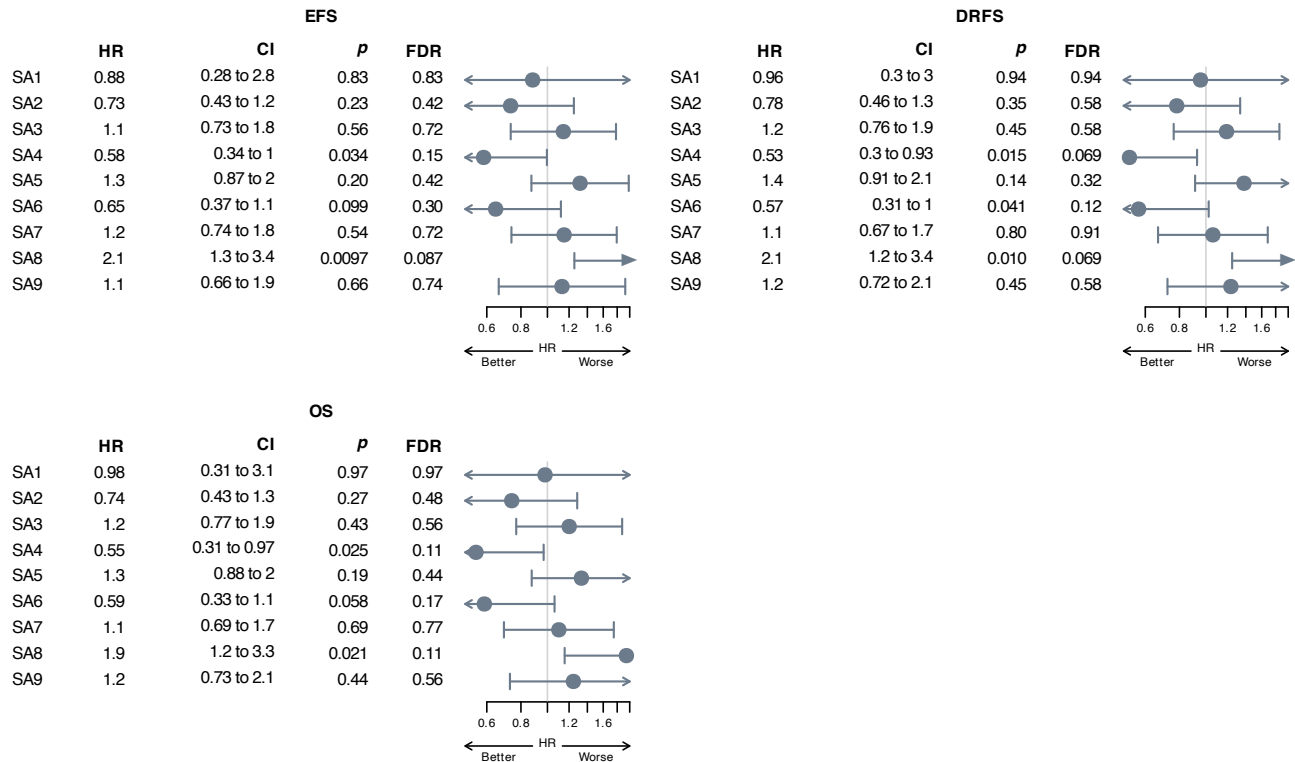 EFS
HR CI p FDR
SA1 0.88 0.28 to 2.8 0.83 0.83
SA2 0.73 0.43 to 1.2 0.23 0.42
SA3 1.1 0.73 to 1.8 0.56 0.72
SA4 0.58 0.34 to 1 0.034 0.15
SA5 1.3 0.87 to 2 0.20 0.42
SA6 0.65 0.37 to 1.1 0.099 0.30
SA7 1.2 0.74 to 1.8 0.54 0.72
SA8 2.1 1.3 to 3.4 0.0097 0.087
SA9 1.1 0.66 to 1.9 0.66 0.74
0.6 0.8 1.2 1.6
HR
Better Worse
DRFS
HR CI p FDR
SA1 0.96 0.3 to 3 0.94 0.94
SA2 0.78 0.46 to 1.3 0.35 0.58
SA3 1.2 0.76 to 1.9 0.45 0.58
SA4 0.53 0.3 to 0.93 0.015 0.069
SA5 1.4 0.91 to 2.1 0.14 0.32
SA6 0.57 0.31 to 1 0.041 0.12
SA7 1.1 0.67 to 1.7 0.80 0.91
SA8 2.1 1.2 to 3.4 0.010 0.069
SA9 1.2 0.72 to 2.1 0.45 0.58
0.6 0.8 1.2 1.6
HR
Better Worse
OS
HR CI p FDR
SA1 0.98 0.31 to 3.1 0.97 0.97
SA2 0.74 0.43 to 1.3 0.27 0.48
SA3 1.2 0.77 to 1.9 0.43 0.56
SA4 0.55 0.31 to 0.97 0.025 0.11
SA5 1.3 0.88 to 2 0.19 0.44
SA6 0.59 0.33 to 1.1 0.058 0.17
SA7 1.1 0.69 to 1.7 0.69 0.77
SA8 1.9 1.2 to 3.3 0.021 0.11
SA9 1.2 0.73 to 2.1 0.44 0.56
0.6 0.8 1.2 1.6
HR
Better Worse